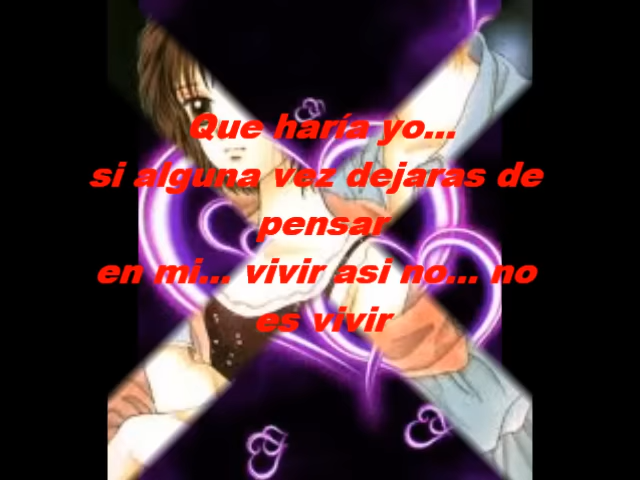 Que haría yo...
si alguna vez dejaras de
pensar
en mi... vivir asi no... no
es vivir